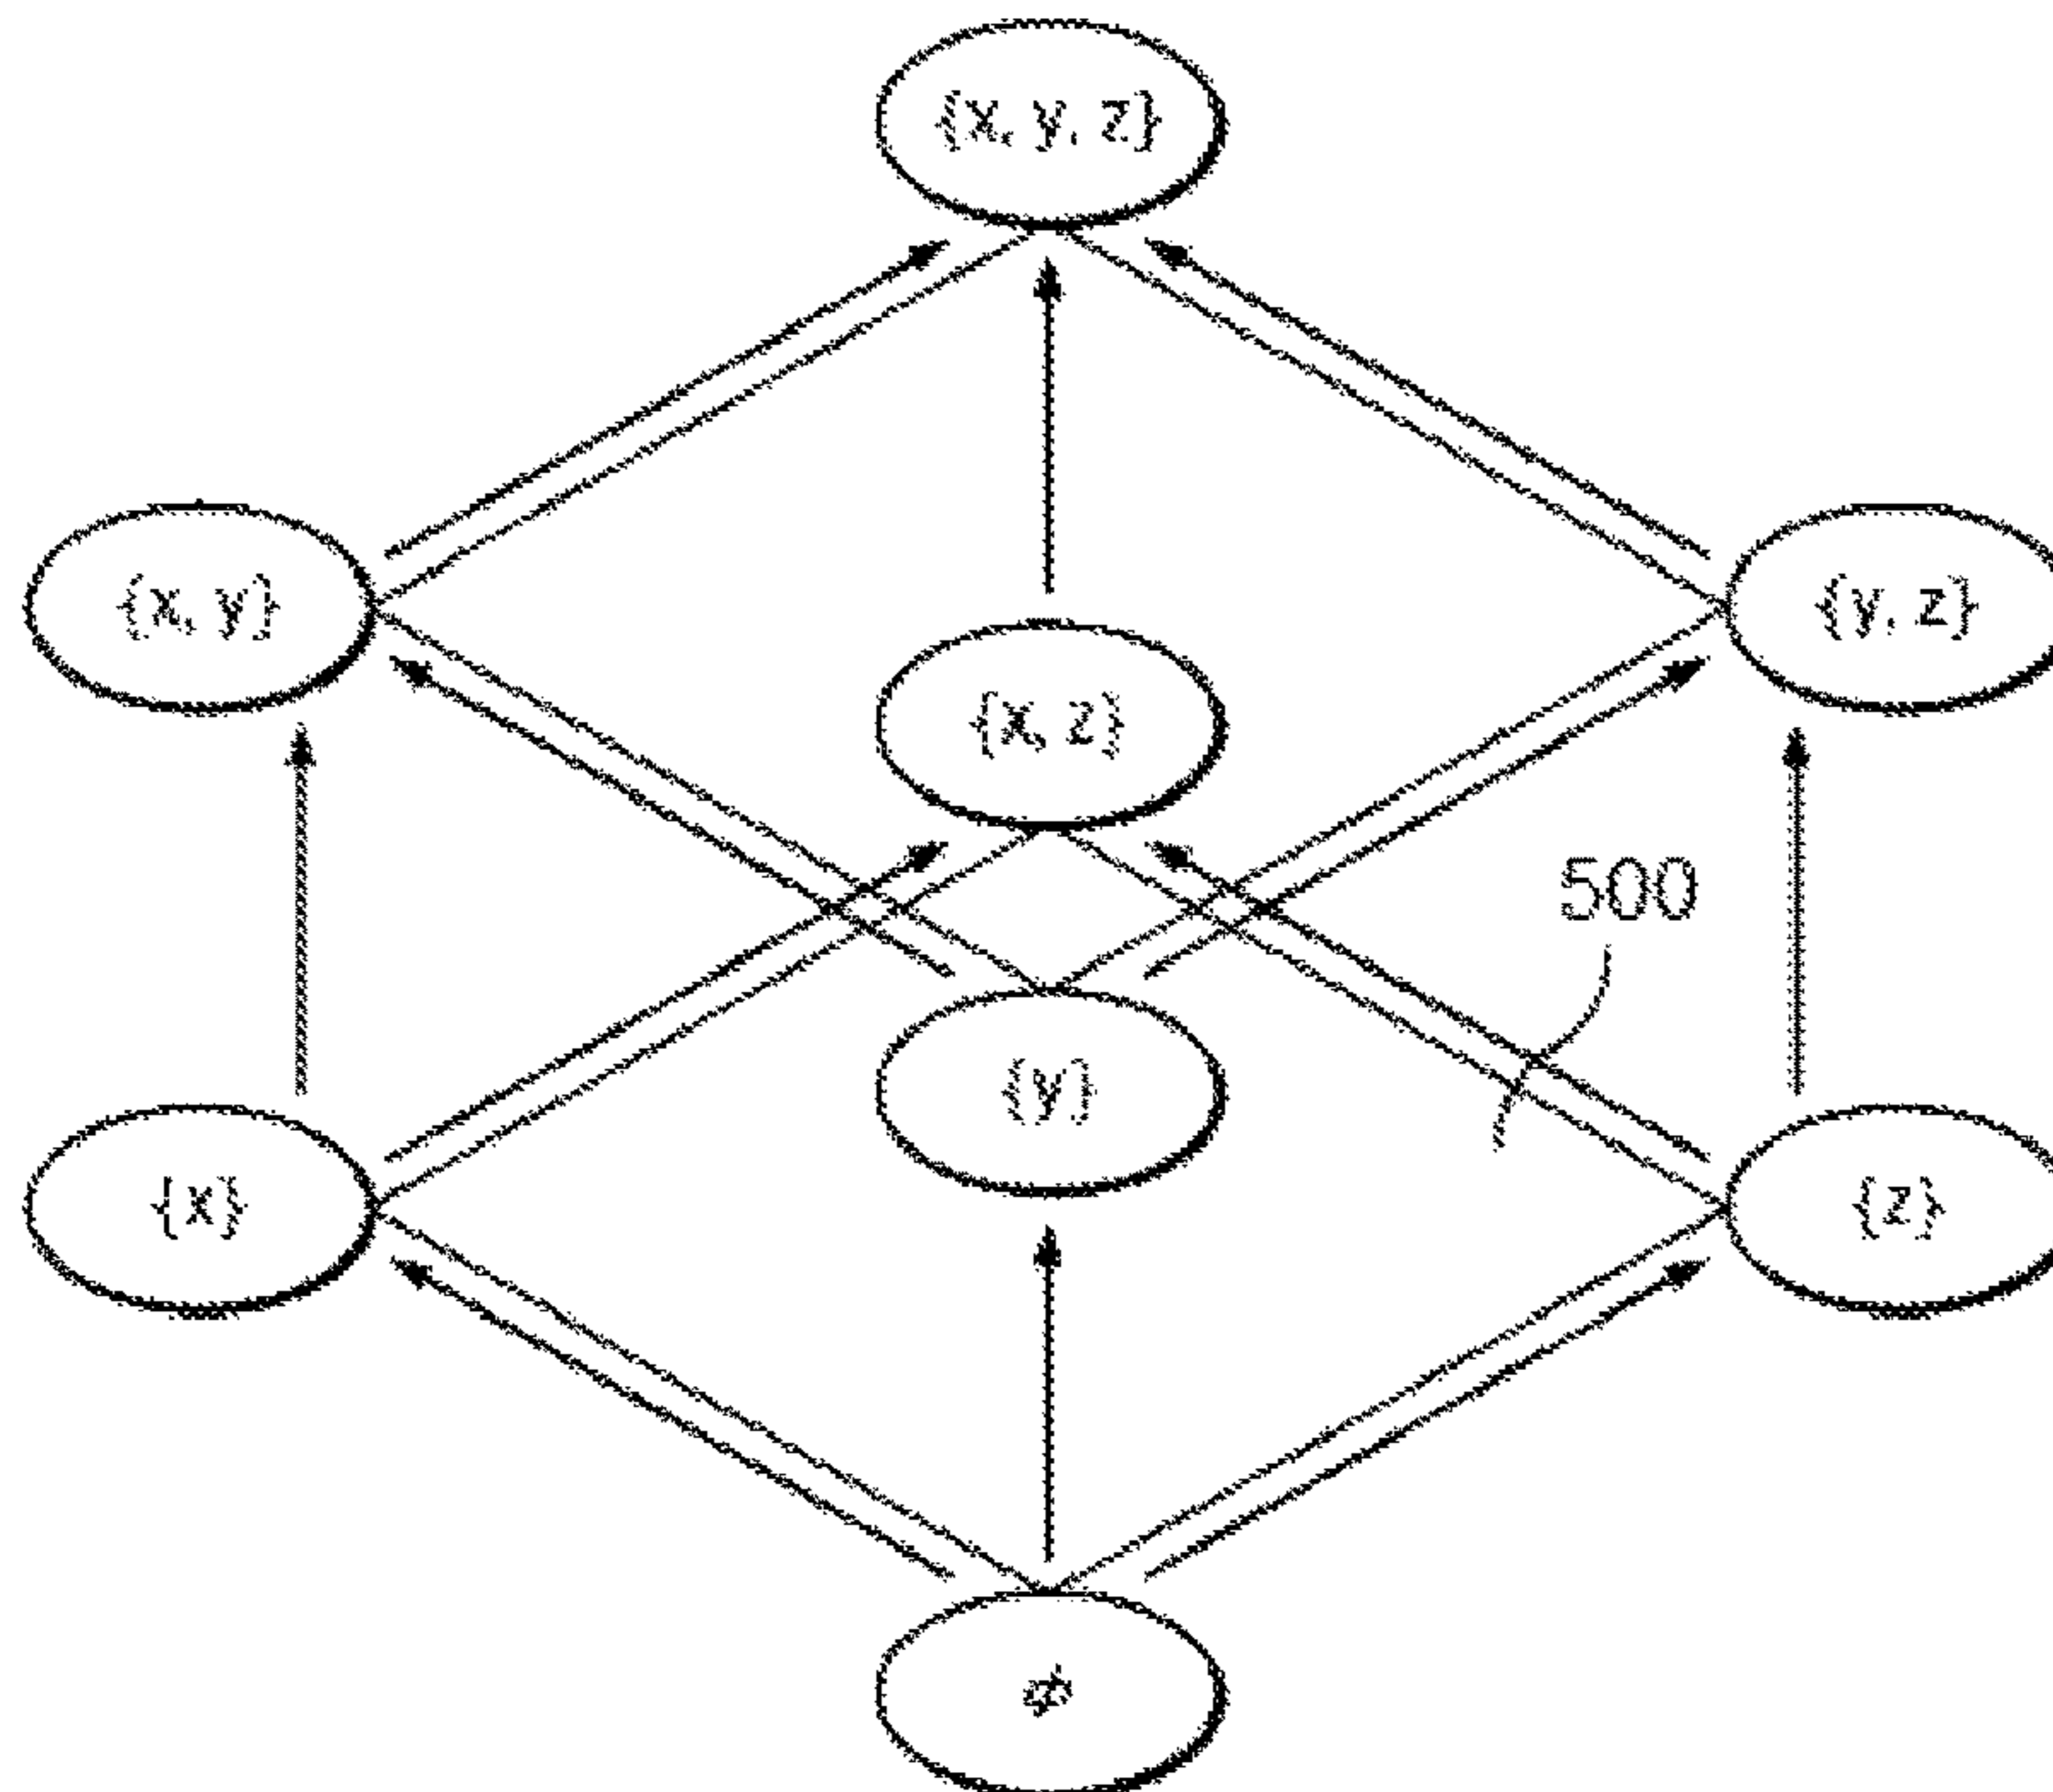 {x, y, z}
{x, y}
{y, z}
{x, z}
500
{y}
{x}
{z}
ϕ